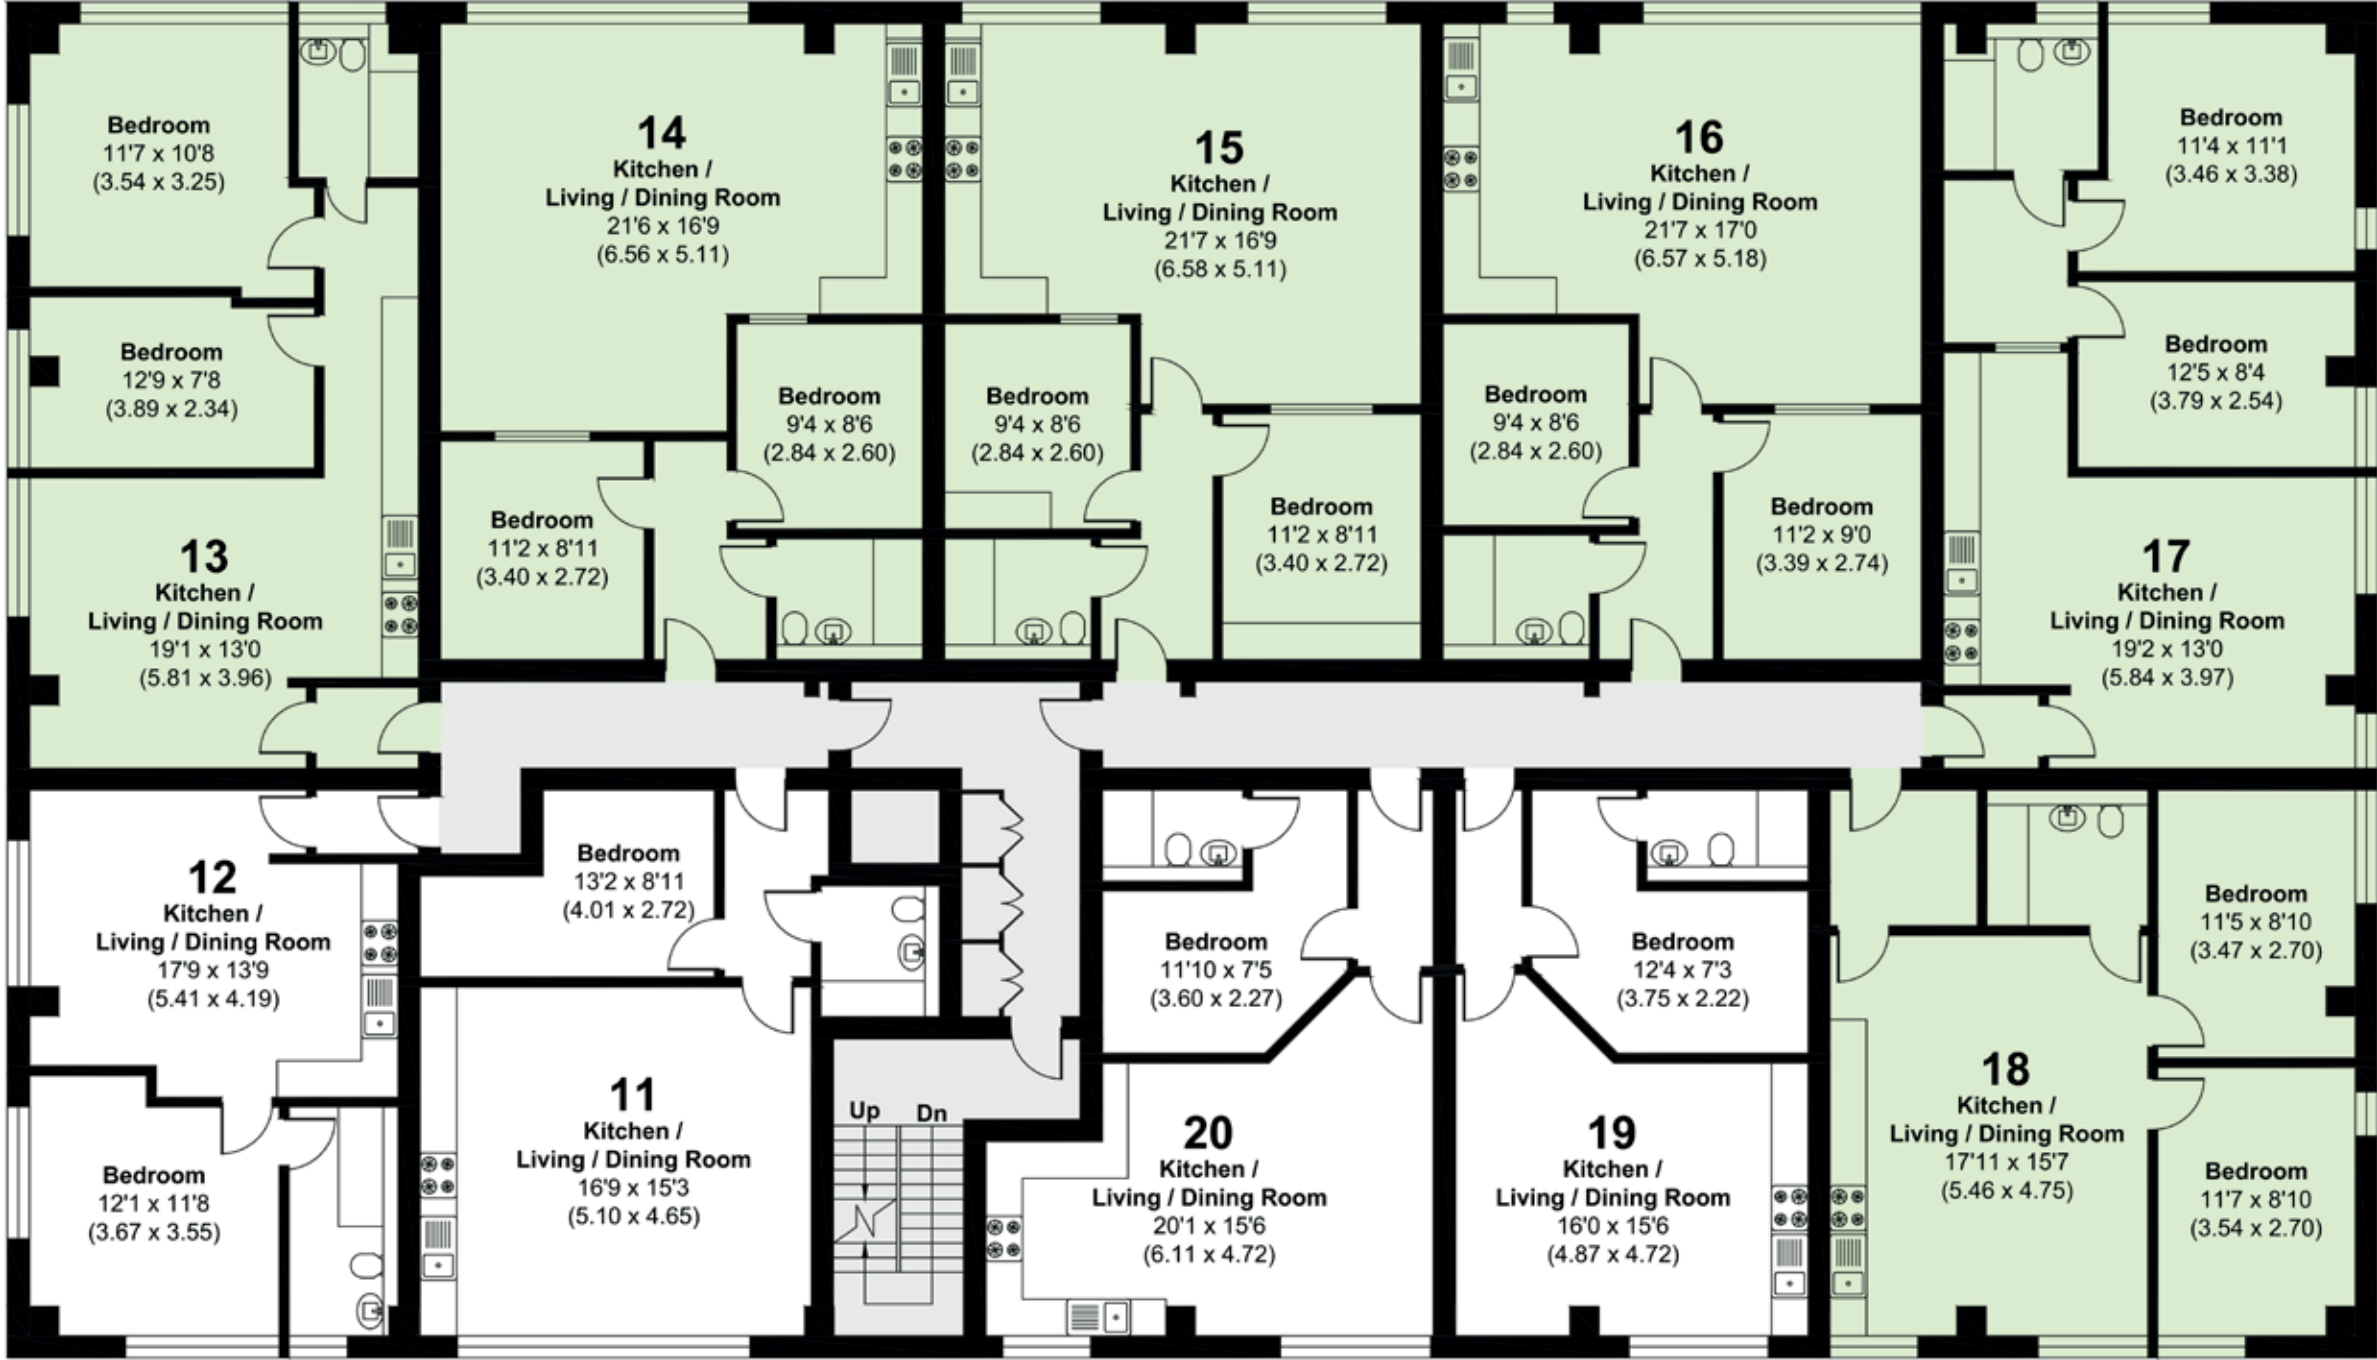 Bedroom
11'7 x 10'8
(3.54 x 3.25)
14
Kitchen /
Living / Dining Room
21'6 x 16'9
(6.56 x 5.11)
15
Kitchen /
Living / Dining Room
21'7 x 16'9
(6.58 x 5.11)
16
Kitchen /
Living / Dining Room
21'7 x 17'0
(6.57 x 5.18)
Bedroom
11'4 x 11'1
(3.46 x 3.38)
Bedroom
12'9 x 7'8
(3.89 x 2.34)
Bedroom
9'4 x 8'6
(2.84 x 2.60)
Bedroom
9'4 x 8'6
(2.84 x 2.60)
Bedroom
9'4 x 8'6
(2.84 x 2.60)
Bedroom
12'5 x 8'4
(3.79 x 2.54)
13
Kitchen /
Living / Dining Room
19'1 x 13'0
(5.81 x 3.96)
Bedroom
11'2 x 8'11
(3.40 x 2.72)
Bedroom
11'2 x 8'11
(3.40 x 2.72)
Bedroom
11'2 x 9'0
(3.39 x 2.74)
17
Kitchen /
Living / Dining Room
19'2 x 13'0
(5.84 x 3.97)
12
Kitchen /
Living / Dining Room
17'9 x 13'9
(5.41 x 4.19)
Bedroom
13'2 x 8'11
(4.01 x 2.72)
Bedroom
11'10 x 7'5
(3.60 x 2.27)
Bedroom
12'4 x 7'3
(3.75 x 2.22)
Bedroom
11'5 x 8'10
(3.47 x 2.70)
Bedroom
12'1 x 11'8
(3.67 x 3.55)
11
Kitchen /
Living / Dining Room
16'9 x 15'3
(5.10 x 4.65)
Up Dn
20
Kitchen /
Living / Dining Room
20'1 x 15'6
(6.11 x 4.72)
19
Kitchen /
Living / Dining Room
16'0 x 15'6
(4.87 x 4.72)
18
Kitchen /
Living / Dining Room
17'11 x 15'7
(5.46 x 4.75)
Bedroom
11'7 x 8'10
(3.54 x 2.70)